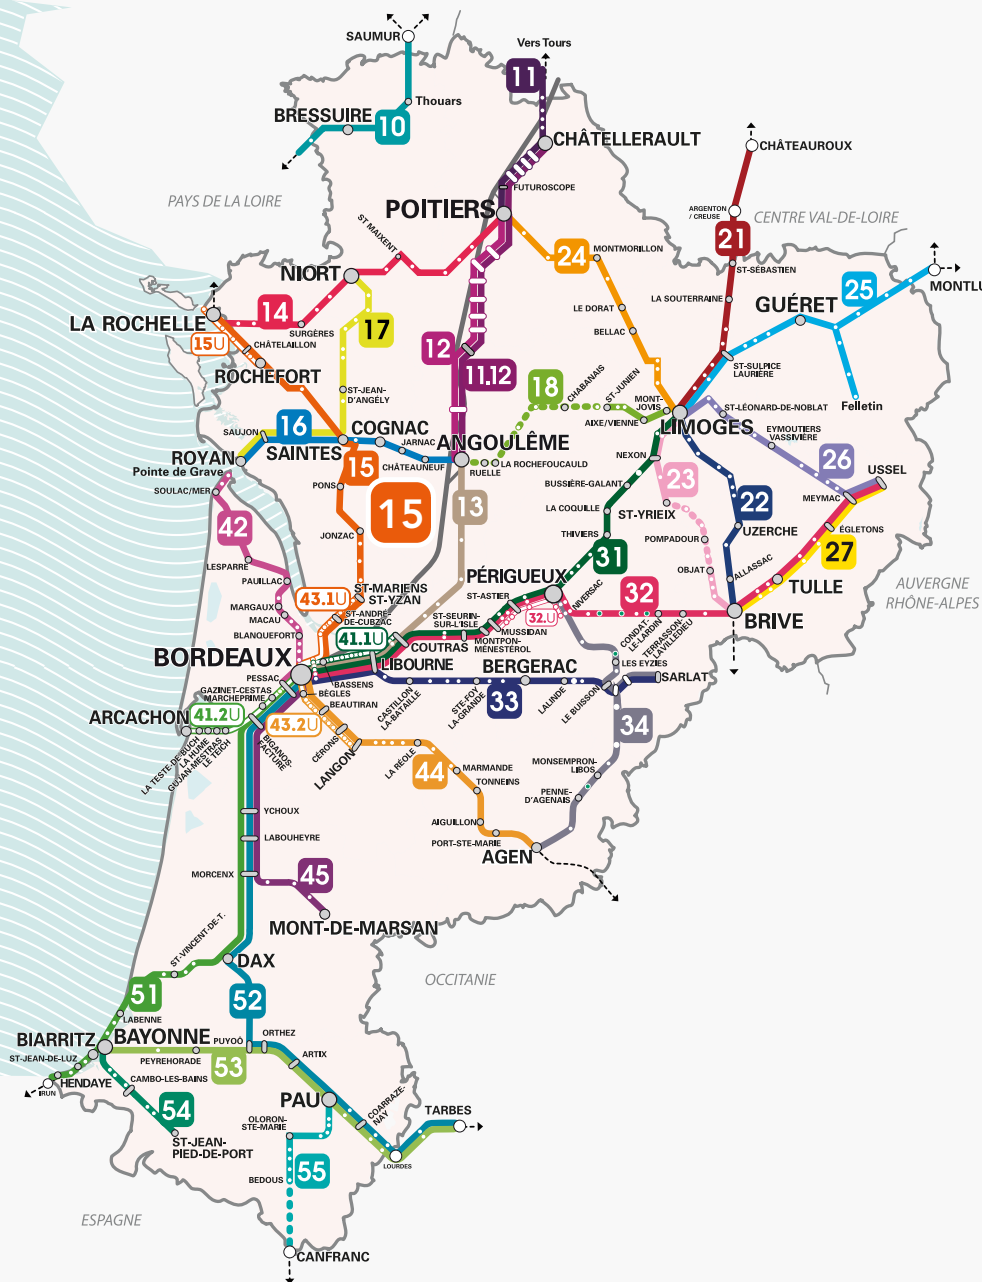 SAUMUR
Vers Tours
11
Thouars
BRESSUIRE
10
CHÂTELLERAULT
CHÂTEAUROUX
FUTUROSCOPE
PAYS DE LA LOIRE
POITIERS
ARGENTON
/ CREUSE
CENTRE VAL-DE-LOIRE
ST MAIXENT
24
MONTMORILLON
21
ST-SÉBASTIEN
NIORT
25
MONTLU
LE DORAT
LA SOUTERRAINE
GUÉRET
14
LA ROCHELLE
SURGÈRES
17
BELLAC
15U
CHÂTELAILLON
12
11.12
ROCHEFORT
ST-SULPICE
LAURIÈRE
18
CHABANAIS
ST-JUNIEN
ST-JEAN-
D'ANGÉLY
MONT-
JOVIS
Felletin
ST-LÉONARD-DE-NOBLAT
AIXE/VIENNE
LIMOGES
EYMOUTIERS
VASSIVIÈRE
SAUJON
16
COGNAC
JARNAC
ANGOULÊME
ROYAN
SAINTES
CHÂTEAUNEUF
LA ROCHEFOUCAULD
RUELLE
NEXON
26
USSEL
Pointe de Grave
15
23
BUSSIÈRE-GALANT
SOULAC/MER
PONS
15
13
LA COQUILLE
ST-YRIEIX
22
MEYMAC
42
THIVIERS
UZERCHE
ÉGLETONS
JONZAC
31
POMPADOUR
27
LESPARRE
PAUILLAC
PÉRIGUEUX
OBJAT
ALLASSAC
TULLE
AUVERGNE
RHÔNE-ALPES
ST-MARIENS
ST-YZAN
43.1U
ST-ASTIER
NIVERSAC
32
MARGAUX
MACAU
ST-ANDRÉ-
DE-CUBZAC
ST-SEURIN-
SUR-L'ISLE
32.U
BRIVE
BLANQUEFORT
41.1U
MUSSIDAN
CONDAT-
LE-LARDIN
TERRASSON-
LAVILLEDIEU
COUTRAS
MONTPON-
MÉNESTÉROL
BORDEAUX
LIBOURNE
BERGERAC
LES EYZIES
PESSAC
BASSENS
SARLAT
GAZINET-CESTAS
MARCHEPRIME
BÈGLES
BEAUTIRAN
CASTILLON
LA-BATAILLE
STE-FOY
LA-GRANDE
33
LALINDE
LE BUISSON
ARCACHON
41.2U
43.2U
34
LA TESTE-DE-BUCH
LA HUME
GUJAN-MESTRAS
LE TEICH
BIGANOS-
FACTURE
CÉRONS
LANGON
LA RÉOLE
44
MARMANDE
MONSEMPRON-
LIBOS
TONNEINS
PENNE-
D'AGENAIS
YCHOUX
AIGUILLON
LABOUHEYRE
PORT-STE-MARIE
AGEN
MORCENX
45
ST-VINCENT-DE-T.
MONT-DE-MARSAN
DAX
OCCITANIE
51
52
LABENNE
BIARRITZ
BAYONNE
PUYOÔ
ORTHEZ
ST-JEAN-DE-LUZ
PEYREHORADE
53
ARTIX
HENDAYE
IRUN
CAMBO-LES-BAINS
54
PAU
COARRAZE-
NAY
TARBES
OLORON-
STE-MARIE
ST-JEAN-
PIED-DE-PORT
LOURDES
BEDOUS
55
ESPAGNE
CANFRANC